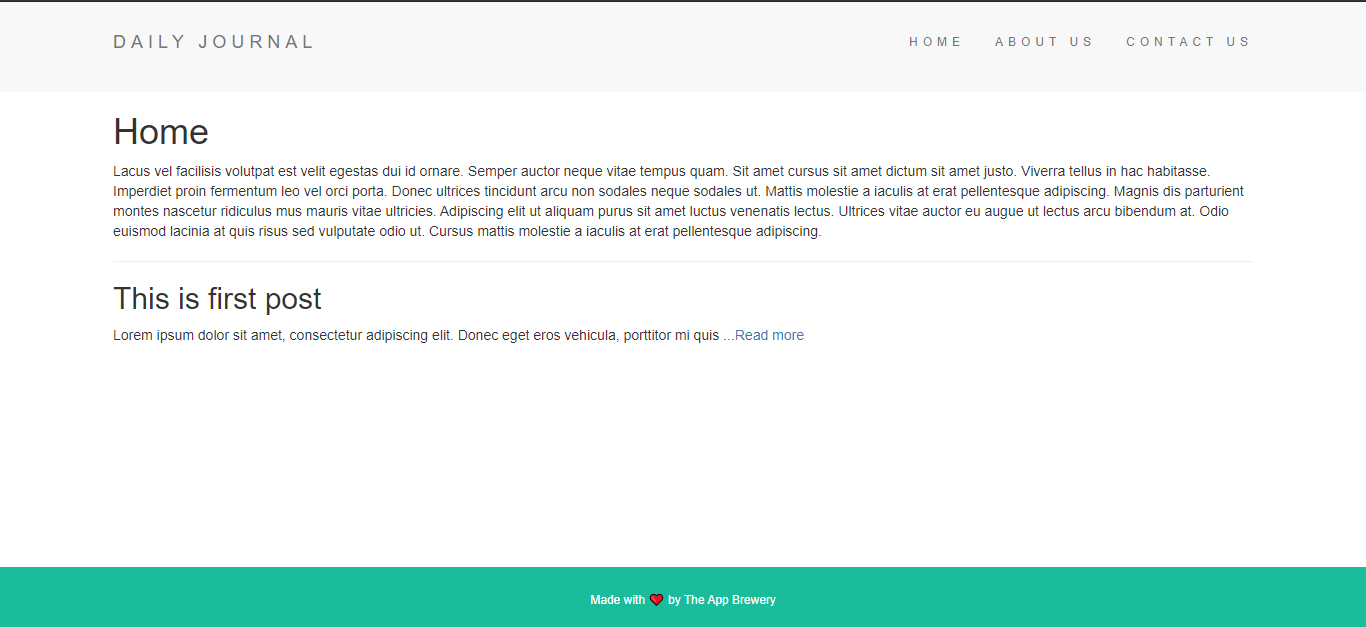 DAILY JOURNAL
HOME ABOUT US CONTACT US
Home
Lacus vel facilisis volutpat est velit egestas dui id ornare. Semper auctor neque vitae tempus quam. Sit amet cursus sit amet dictum sit amet justo. Viverra tellus in hac habitasse.
Imperdiet proin fermentum leo vel orci porta. Donec ultrices tincidunt arcu non sodales neque sodales ut. Mattis molestie a iaculis at erat pellentesque adipiscing. Magnis dis parturient
montes nascetur ridiculus mus mauris vitae ultricies. Adipiscing elit ut aliquam purus sit amet luctus venenatis lectus. Ultrices vitae auctor eu augue ut lectus arcu bibendum at. Odio
euismod lacinia at quis risus sed vulputate odio ut. Cursus mattis molestie a iaculis at erat pellentesque adipiscing.
This is first post
Lorem ipsum dolor sit amet, consectetur adipiscing elit. Donec eget eros vehicula, porttitor mi quis ...Read more
Made with ❤️ by The App Brewery